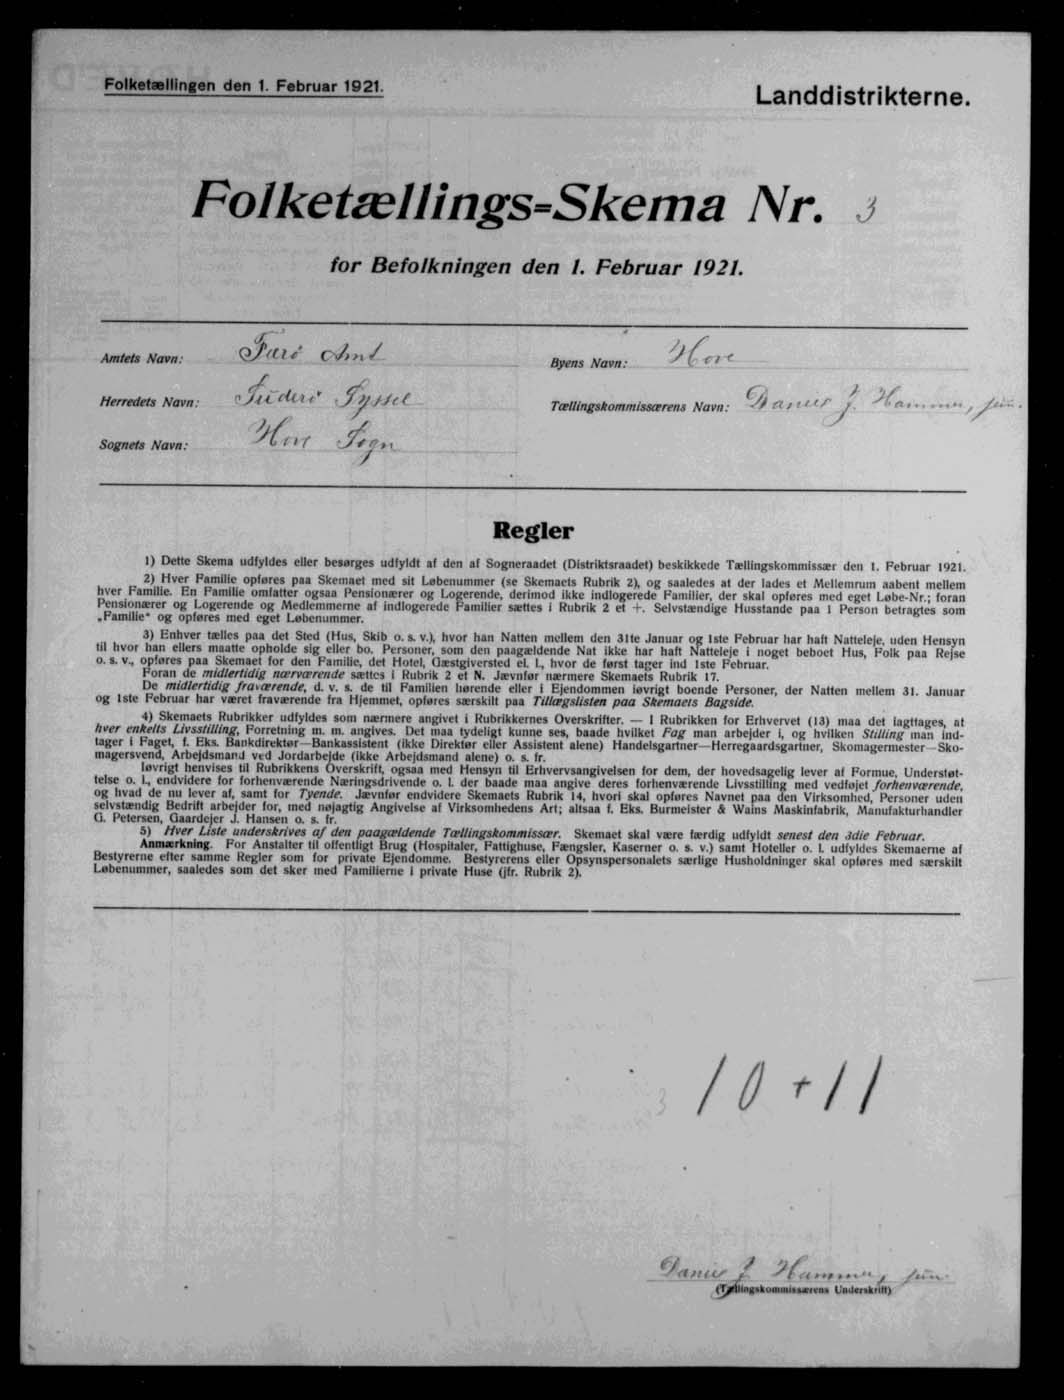 Folketællingen den 1. Februar 1921.
Landdistrikterne.
Folketællings=Skema Nr. 3
for Befolkningen den 1. Februar 1921.
Amtets Navn: Færø Amt
Byens Navn: Hove
Herredets Navn: Suderø Syssel
Tællingskommissærens Navn: Daniel J. Hammer, jun.
Sognets Navn: Hove Sogn
Regler
1) Dette Skema udfyldes eller besørges udfyldt af den af Sogneraadet (Distriktsraadet) beskikkede Tællingskommissær den 1. Februar 1921.
2) Hver Familie opføres paa Skemaet med sit Løbenummer (se Skemaets Rubrik 2), og saaledes at der lades et Mellemrum aabent mellem
hver Familie. En Familie omfatter ogsaa Pensionærer og Logerende, derimod ikke indlogerede Familier, der skal opføres med eget Løbe-Nr.; foran
Pensionærer og Logerende og Medlemmerne af indlogerede Familier sættes i Rubrik 2 et +. Selvstændige Husstande paa 1 Person betragtes som
„Familie“ og opføres med eget Løbenummer.
3) Enhver tælles paa det Sted (Hus, Skib o. s. v.), hvor han Natten mellem den 31te Januar og 1ste Februar har haft Natteleje, uden Hensyn
til hvor han ellers maatte opholde sig eller bo. Personer, som den paagældende Nat ikke har haft Natteleje i noget beboet Hus, Folk paa Rejse
o. s. v., opføres paa Skemaet for den Familie, det Hotel, Gæstgiversted el. l., hvor de først tager ind 1ste Februar.
Foran de midlertidig nærværende sættes i Rubrik 2 et N. Jævnfør nærmere Skemaets Rubrik 17.
De midlertidig fraværende, d. v. s. de til Familien hørende eller i Ejendommen iøvrigt boende Personer, der Natten mellem 31. Januar
og 1ste Februar har været fraværende fra Hjemmet, opføres særskilt paa Tillægslisten paa Skemaets Bagside.
4) Skemaets Rubrikker udfyldes som nærmere angivet i Rubrikkernes Overskrifter. — I Rubrikken for Erhvervet (13) maa det iagttages, at
hver enkelts Livsstilling, Forretning m. m. angives. Det maa tydeligt kunne ses, baade hvilket Fag man arbejder i, og hvilken Stilling man ind-
tager i Faget, f. Eks. Bankdirektør—Bankassistent (ikke Direktør eller Assistent alene) Handelsgartner—Herregaardsgartner, Skomagermester—Sko-
magersvend, Arbejdsmand ved Jordarbejde (ikke Arbejdsmand alene) o. s. fr.
Iøvrigt henvises til Rubrikkens Overskrift, ogsaa med Hensyn til Erhvervsangivelsen for dem, der hovedsagelig lever af Formue, Understøt-
telse o. l., endvidere for forhenværende Næringsdrivende o. l. der baade maa angive deres forhenværende Livsstilling med vedføjet forhenværende,
og hvad de nu lever af, samt for Tyende. Jævnfør endvidere Skemaets Rubrik 14, hvori skal opføres Navnet paa den Virksomhed, Personer uden
selvstændig Bedrift arbejder for, med nøjagtig Angivelse af Virksomhedens Art; altsaa f. Eks. Burmeister & Wains Maskinfabrik, Manufakturhandler
G. Petersen, Gaardejer J. Hansen o. s. fr.
5) Hver Liste underskrives af den paagældende Tællingskommissær. Skemaet skal være færdig udfyldt senest den 3die Februar.
Anmærkning. For Anstalter til offentligt Brug (Hospitaler, Fattighuse, Fængsler, Kaserner o. s. v.) samt Hoteller o. l. udfyldes Skemaerne af
Bestyrerne efter samme Regler som for private Ejendomme. Bestyrerens eller Opsynspersonalets særlige Husholdninger skal opføres med særskilt
Løbenummer, saaledes som det sker med Familierne i private Huse (jfr. Rubrik 2).
3 10 + 11
Daniel J. Hammer, jun.
(Tællingskommissærens Underskrift)